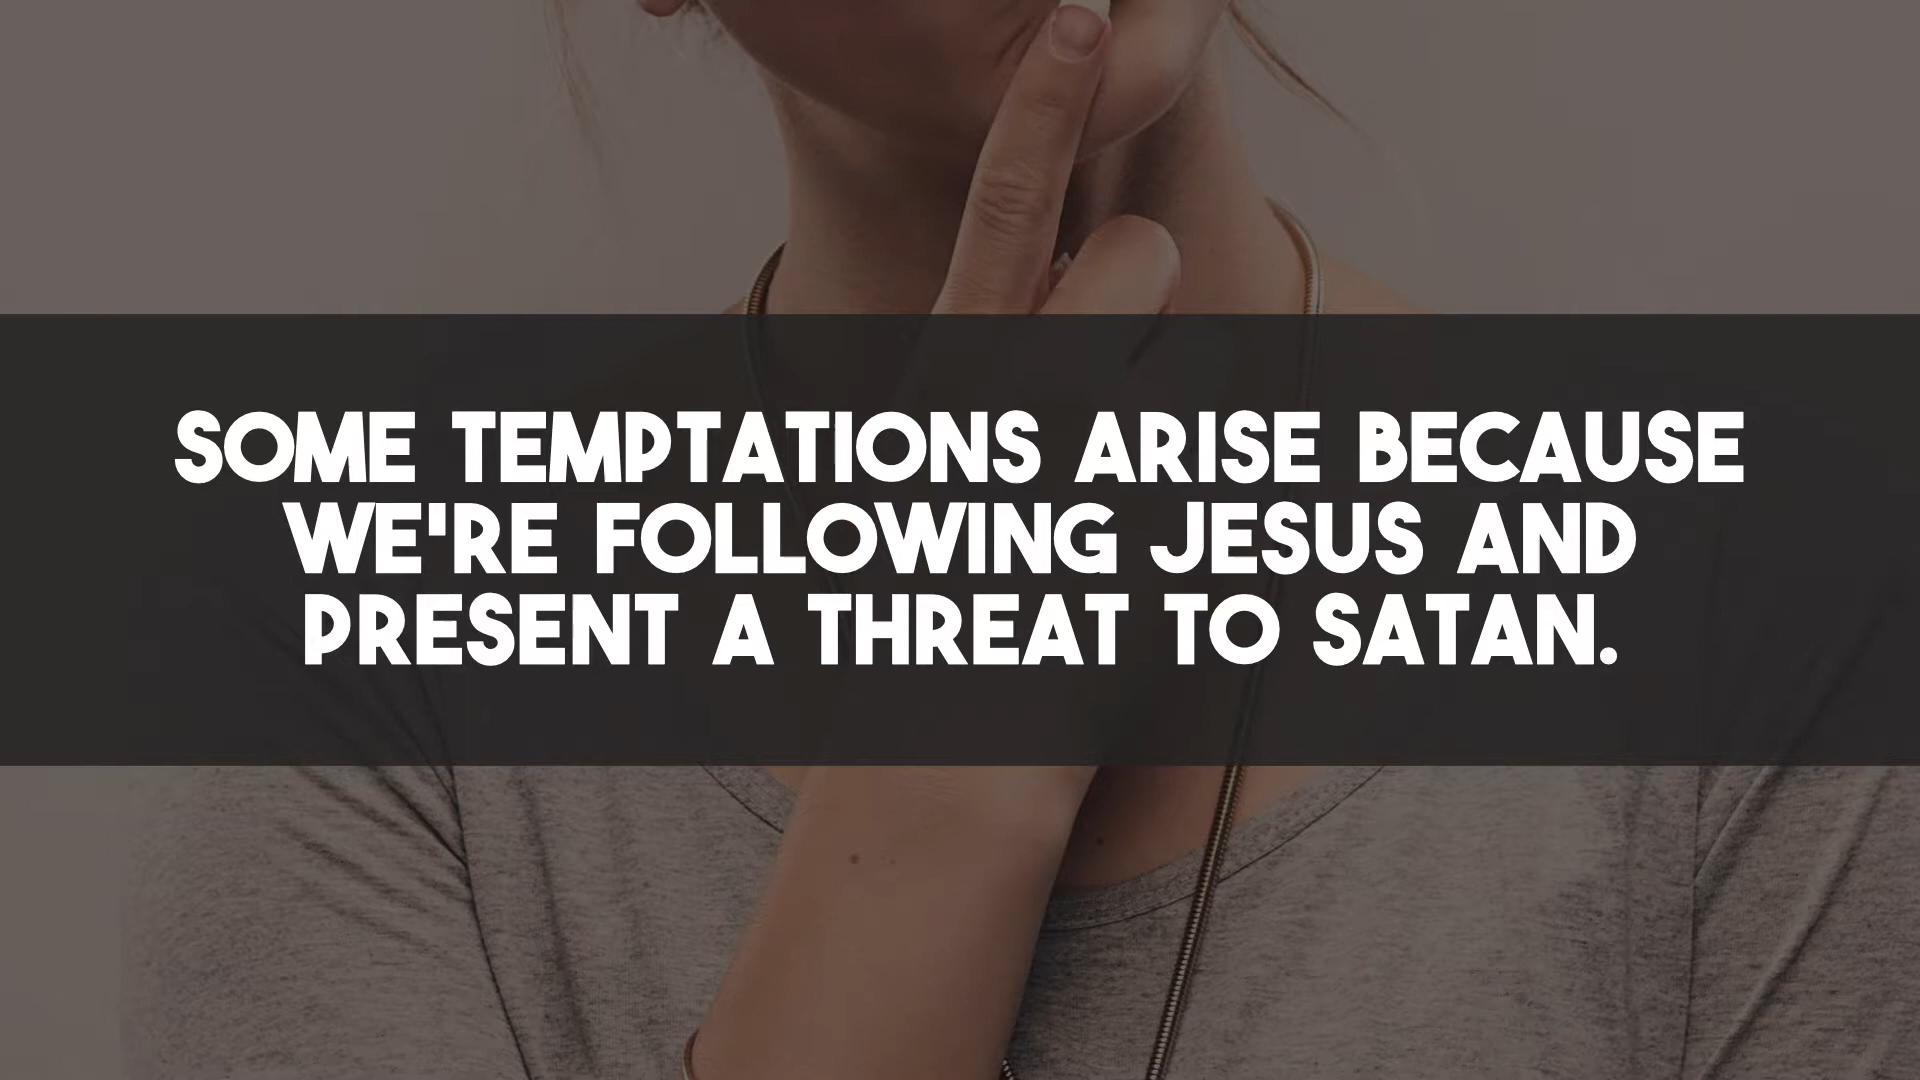 SOME TEMPTATIONS ARISE BECAUSE
WE'RE FOLLOWING JESUS AND
PRESENT A THREAT TO SATAN.